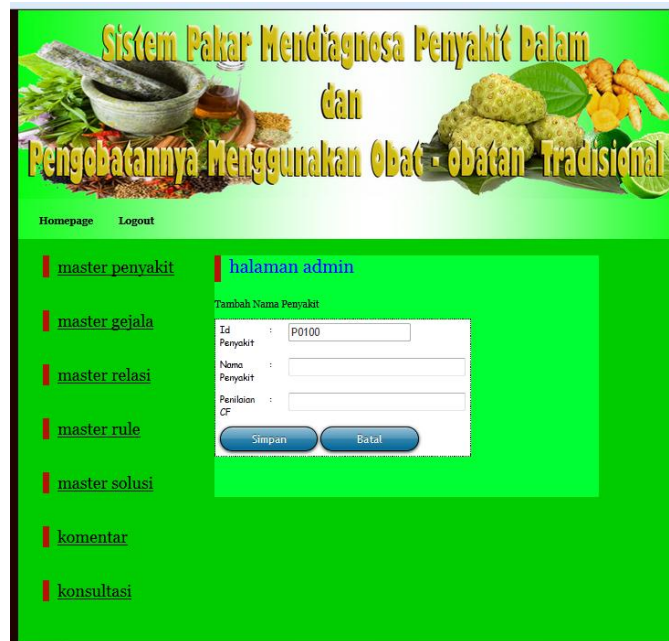 Sistem Pakar Mendiagnosa Penyakit Dalam
dan
Pengobatannya Menggunakan Obat - obatan Tradisional
Homepage Logout
master penyakit
master gejala
master relasi
master rule
master solusi
komentar
konsultasi
halaman admin
Tambah Nama Penyakit
Id Penyakit : P0100
Nama Penyakit :
Penilaian CF :
Simpan Batal